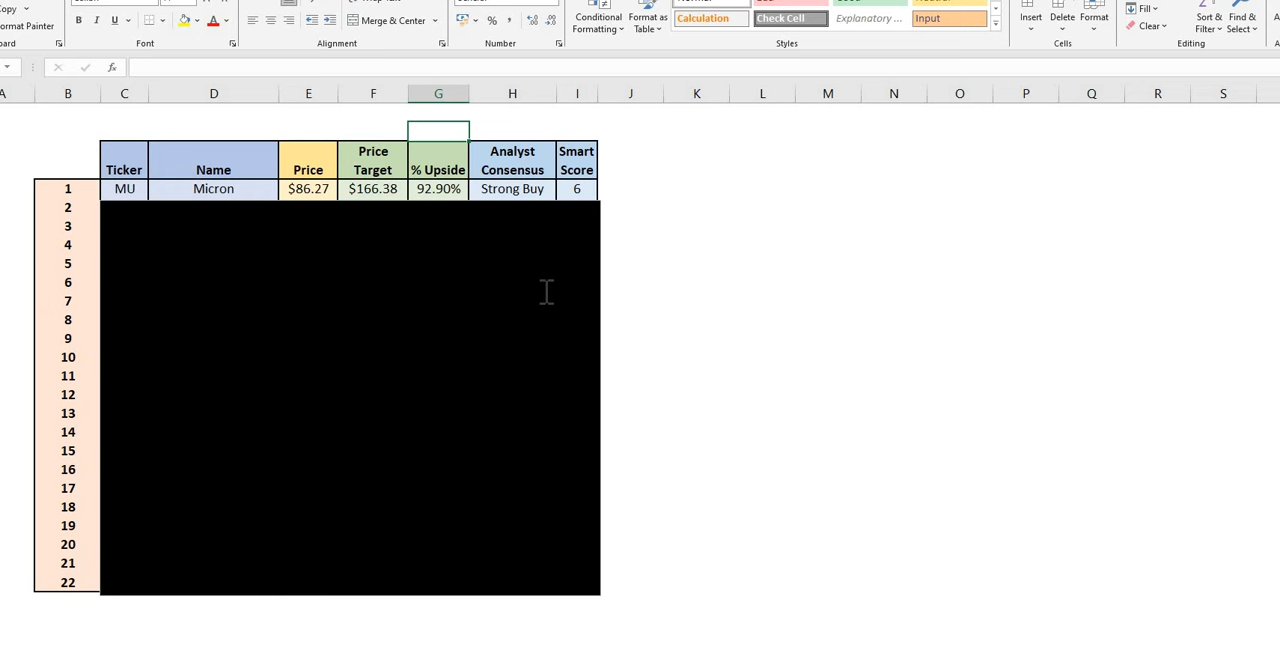 Copy
Format Painter
Merge & Center
Conditional
Formatting
Format as
Table
Calculation
Check Cell
Explanatory ...
Input
Insert
Delete
Format
Fill
Clear
Sort &
Filter
Find &
Select
Font
Alignment
Number
Styles
Cells
Editing
fx
A B C D E F G H I J K L M N O P Q R S
Ticker Name Price Price Target % Upside Analyst Consensus Smart Score
1 MU Micron $86.27 $166.38 92.90% Strong Buy 6
2
3
4
5
6
7
8
9
10
11
12
13
14
15
16
17
18
19
20
21
22